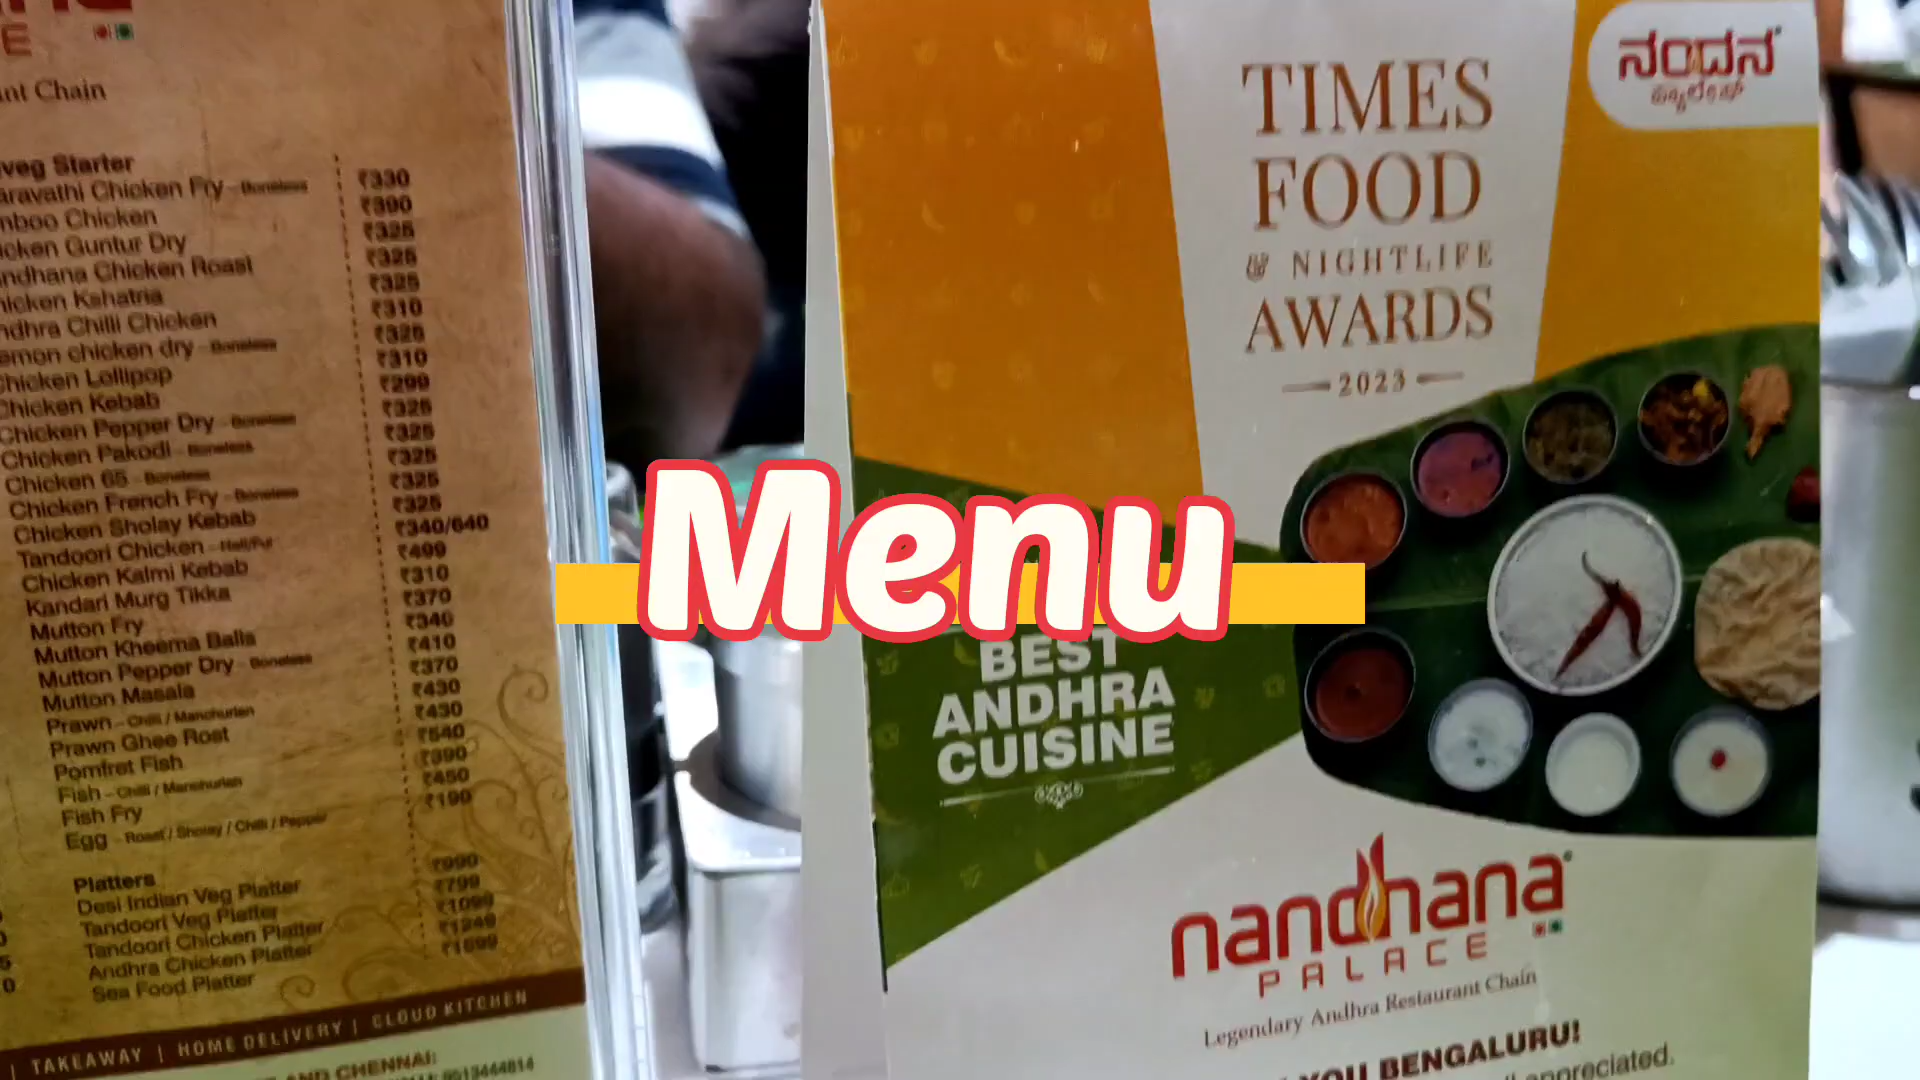 E
nt Chain
veg Starter
aravathi Chicken Fry - Boneless ₹330
mboo Chicken ₹390
icken Guntur Dry ₹325
ndhana Chicken Roast ₹325
hicken Kshatria ₹325
ndhra Chilli Chicken ₹310
emon chicken dry - Boneless ₹325
Chicken Lollipop ₹310
Chicken Kebab ₹299
Chicken Pepper Dry - Boneless ₹325
Chicken Pakodi - Boneless ₹325
Chicken 65 - Boneless ₹325
Chicken French Fry - Boneless ₹325
Chicken Sholay Kebab ₹325
Tandoori Chicken - Half/Full ₹340/640
Chicken Kalmi Kebab ₹499
Kandari Murg Tikka ₹310
Mutton Fry ₹370
Mutton Kheema Balls ₹340
Mutton Pepper Dry - Boneless ₹410
Mutton Masala ₹370
Prawn - Chilli / Manchurian ₹430
Prawn Ghee Rost ₹430
Pomfret Fish ₹540
Fish - Chilli / Manchurian ₹390
Fish Fry ₹450
Egg - Roast / Sholay / Chilli / Pepper ₹190
Platters
Desi Indian Veg Platter ₹990
Tandoori Veg Platter ₹799
Tandoori Chicken Platter ₹1099
Andhra Chicken Platter ₹1249
Sea Food Platter ₹1699
| TAKEAWAY | HOME DELIVERY | CLOUD KITCHEN
AND CHENNAI:
Menu
ನಂದನ
ಪ್ಯಾಲೇಷ್
TIMES
FOOD
& NIGHTLIFE
AWARDS
2023
BEST
ANDHRA
CUISINE
nandhana
PALACE
Legendary Andhra Restaurant Chain
YOU BENGALURU!
appreciated.